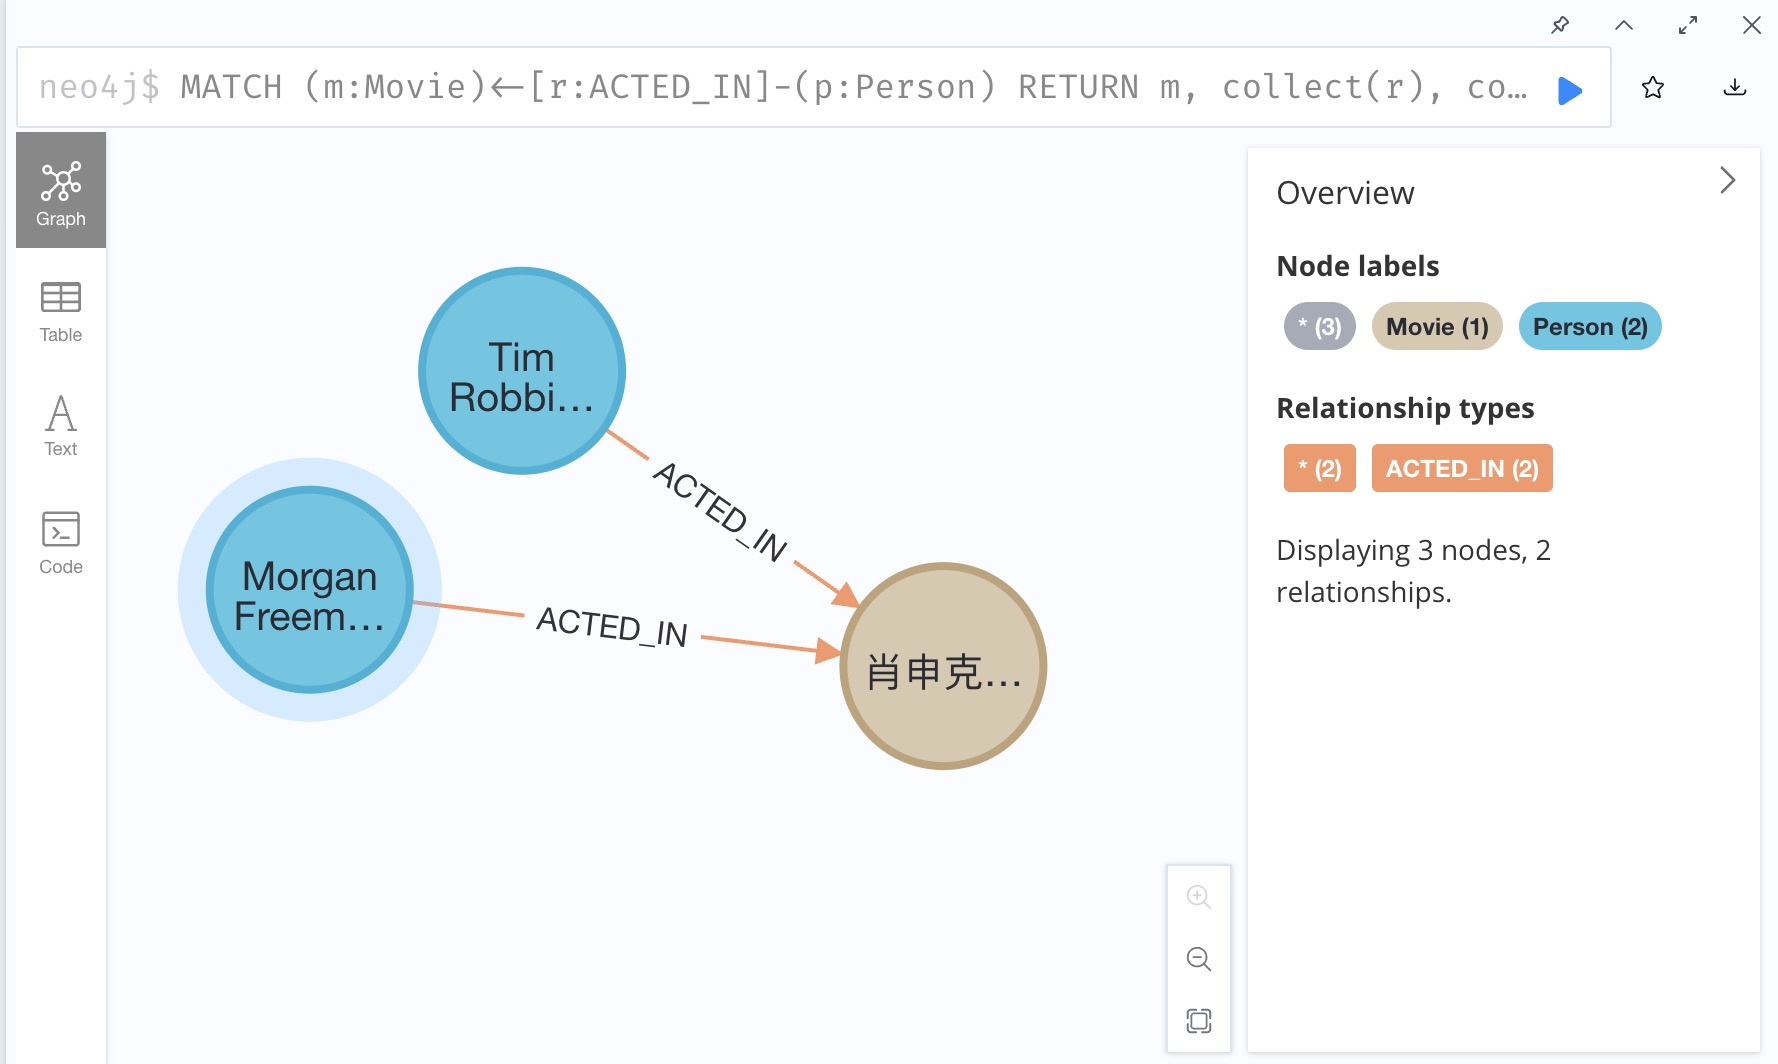 neo4j$ MATCH (m:Movie)<-[r:ACTED_IN]-(p:Person) RETURN m, collect(r), co…
Graph
Table
Text
Code
Tim
Robbi…
ACTED_IN
Morgan
Freem…
ACTED_IN
肖申克…
Overview
Node labels
* (3) Movie (1) Person (2)
Relationship types
* (2) ACTED_IN (2)
Displaying 3 nodes, 2
relationships.